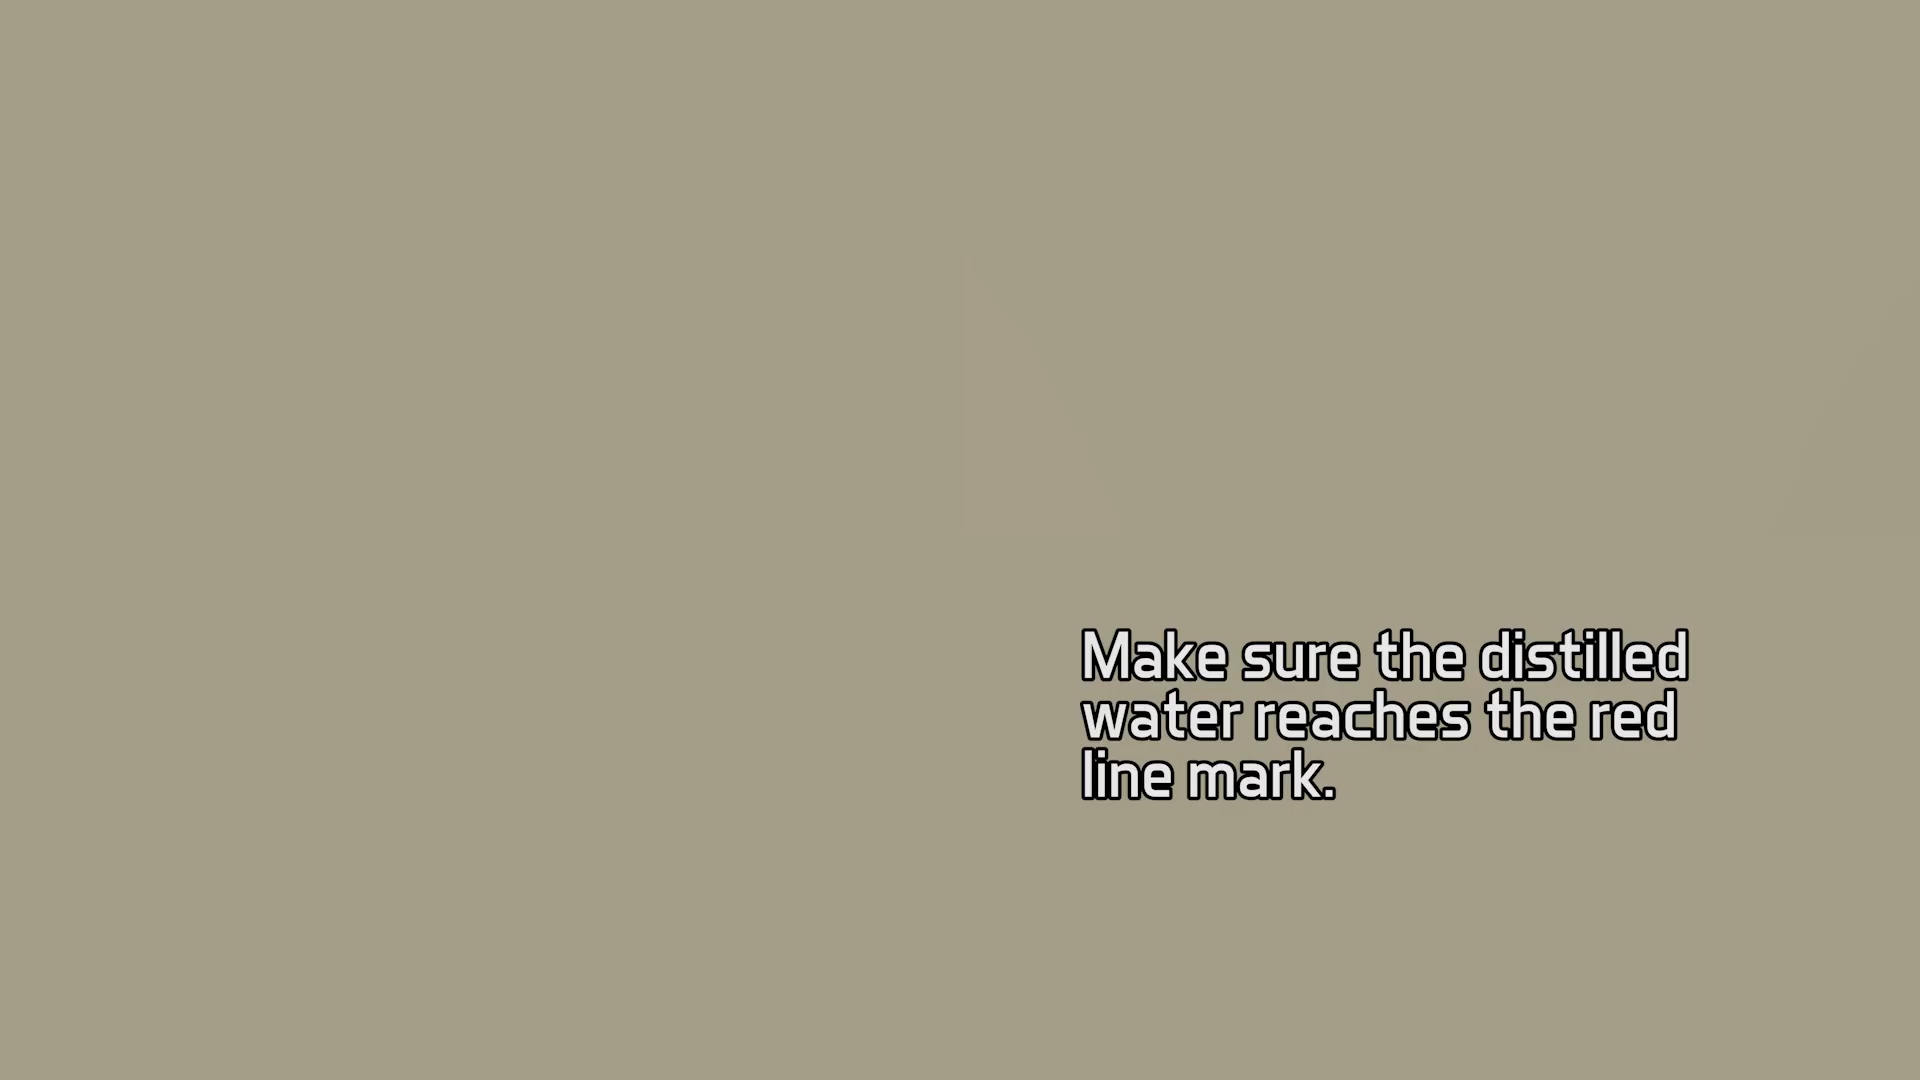 Make sure the distilled
water reaches the red
line mark.